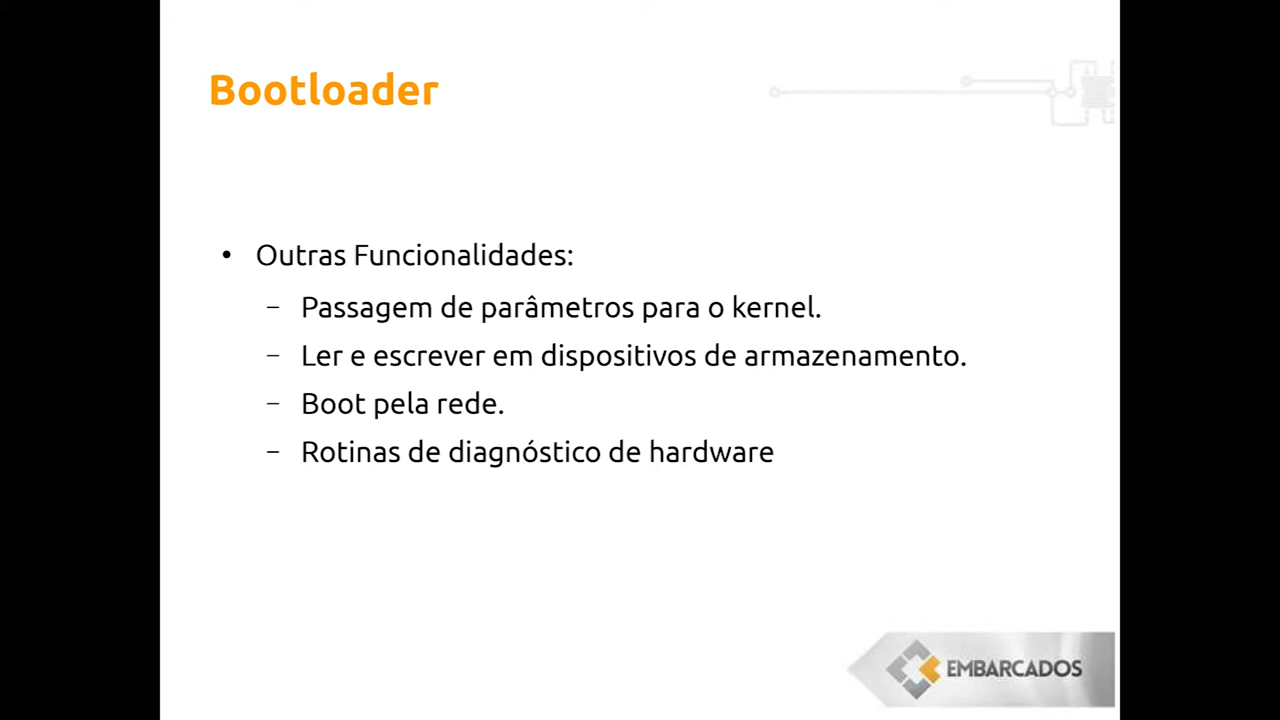 Bootloader
• Outras Funcionalidades:
– Passagem de parâmetros para o kernel.
– Ler e escrever em dispositivos de armazenamento.
– Boot pela rede.
– Rotinas de diagnóstico de hardware
EMBARCADOS